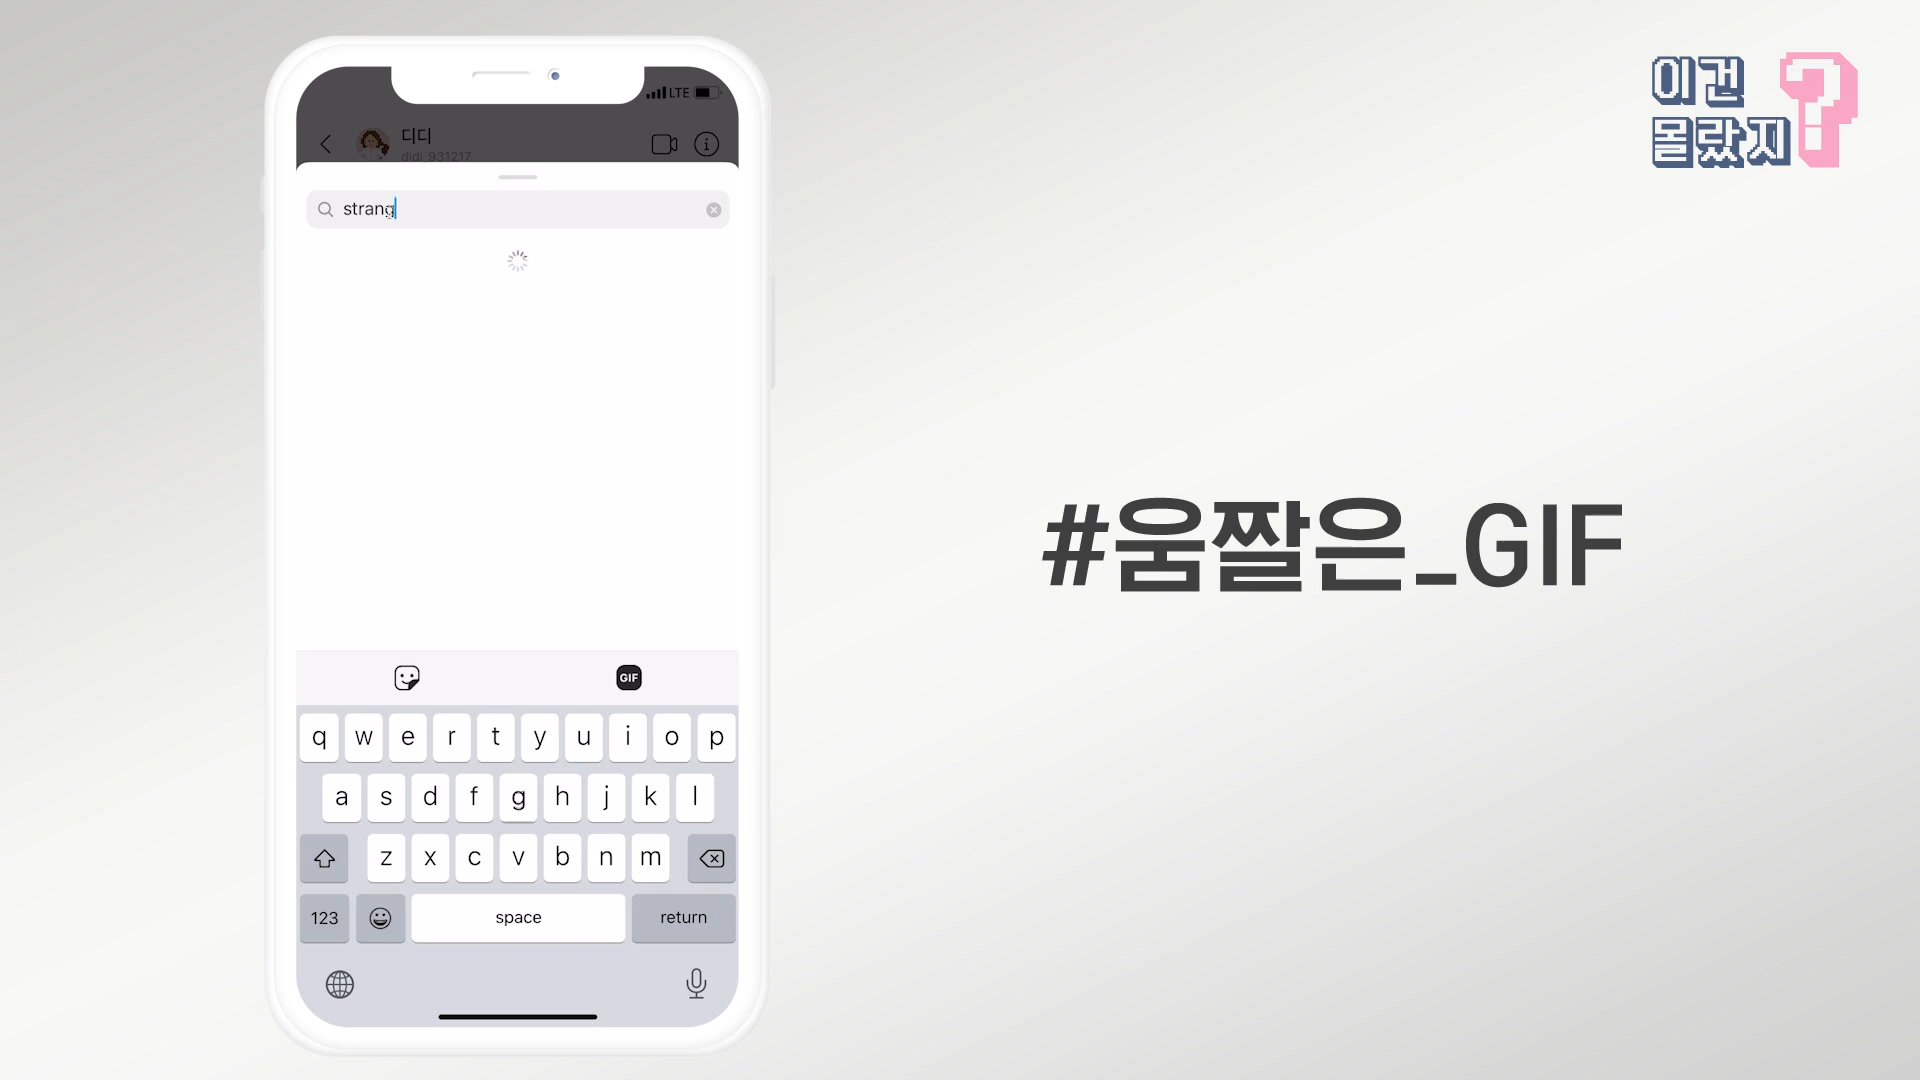 LTE
디디
didi_931217
strang
GIF
q w e r t y u i o p
a s d f g h j k l
z x c v b n m
123 space return
#움짤은_GIF
이건
몰랐지?